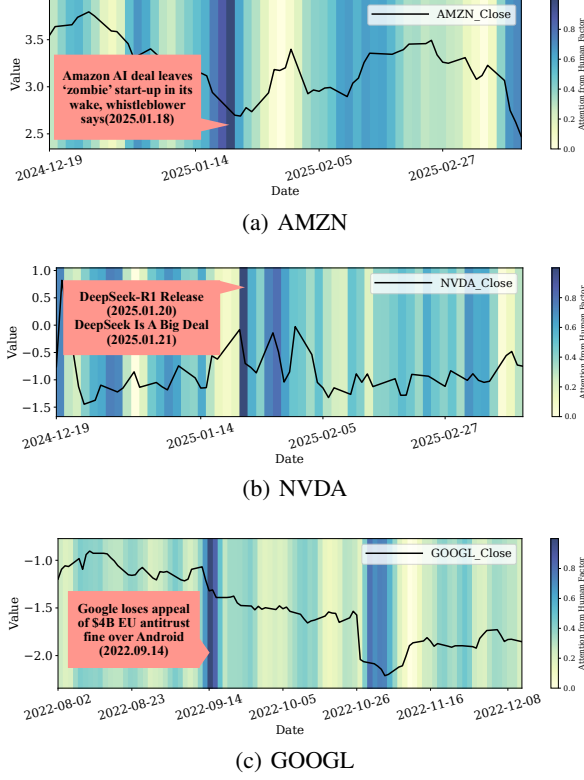 AMZN_Close
Value
3.5
3.0
2.5
Amazon AI deal leaves
‘zombie’ start-up in its
wake, whistleblower
says(2025.01.18)
2024-12-19
2025-01-14
2025-02-05
2025-02-27
Date
0.8
0.6
0.4
0.2
0.0
Attention from Human Factor
(a) AMZN
NVDA_Close
Value
1.0
0.5
0.0
−0.5
−1.0
−1.5
DeepSeek-R1 Release
(2025.01.20)
DeepSeek Is A Big Deal
(2025.01.21)
2024-12-19
2025-01-14
2025-02-05
2025-02-27
Date
0.8
0.6
0.4
0.2
0.0
Attention from Human Factor
(b) NVDA
GOOGL_Close
Value
−1.0
−1.5
−2.0
Google loses appeal
of $4B EU antitrust
fine over Android
(2022.09.14)
2022-08-02
2022-08-23
2022-09-14
2022-10-05
2022-10-26
2022-11-16
2022-12-08
Date
0.8
0.6
0.4
0.2
0.0
Attention from Human Factor
(c) GOOGL